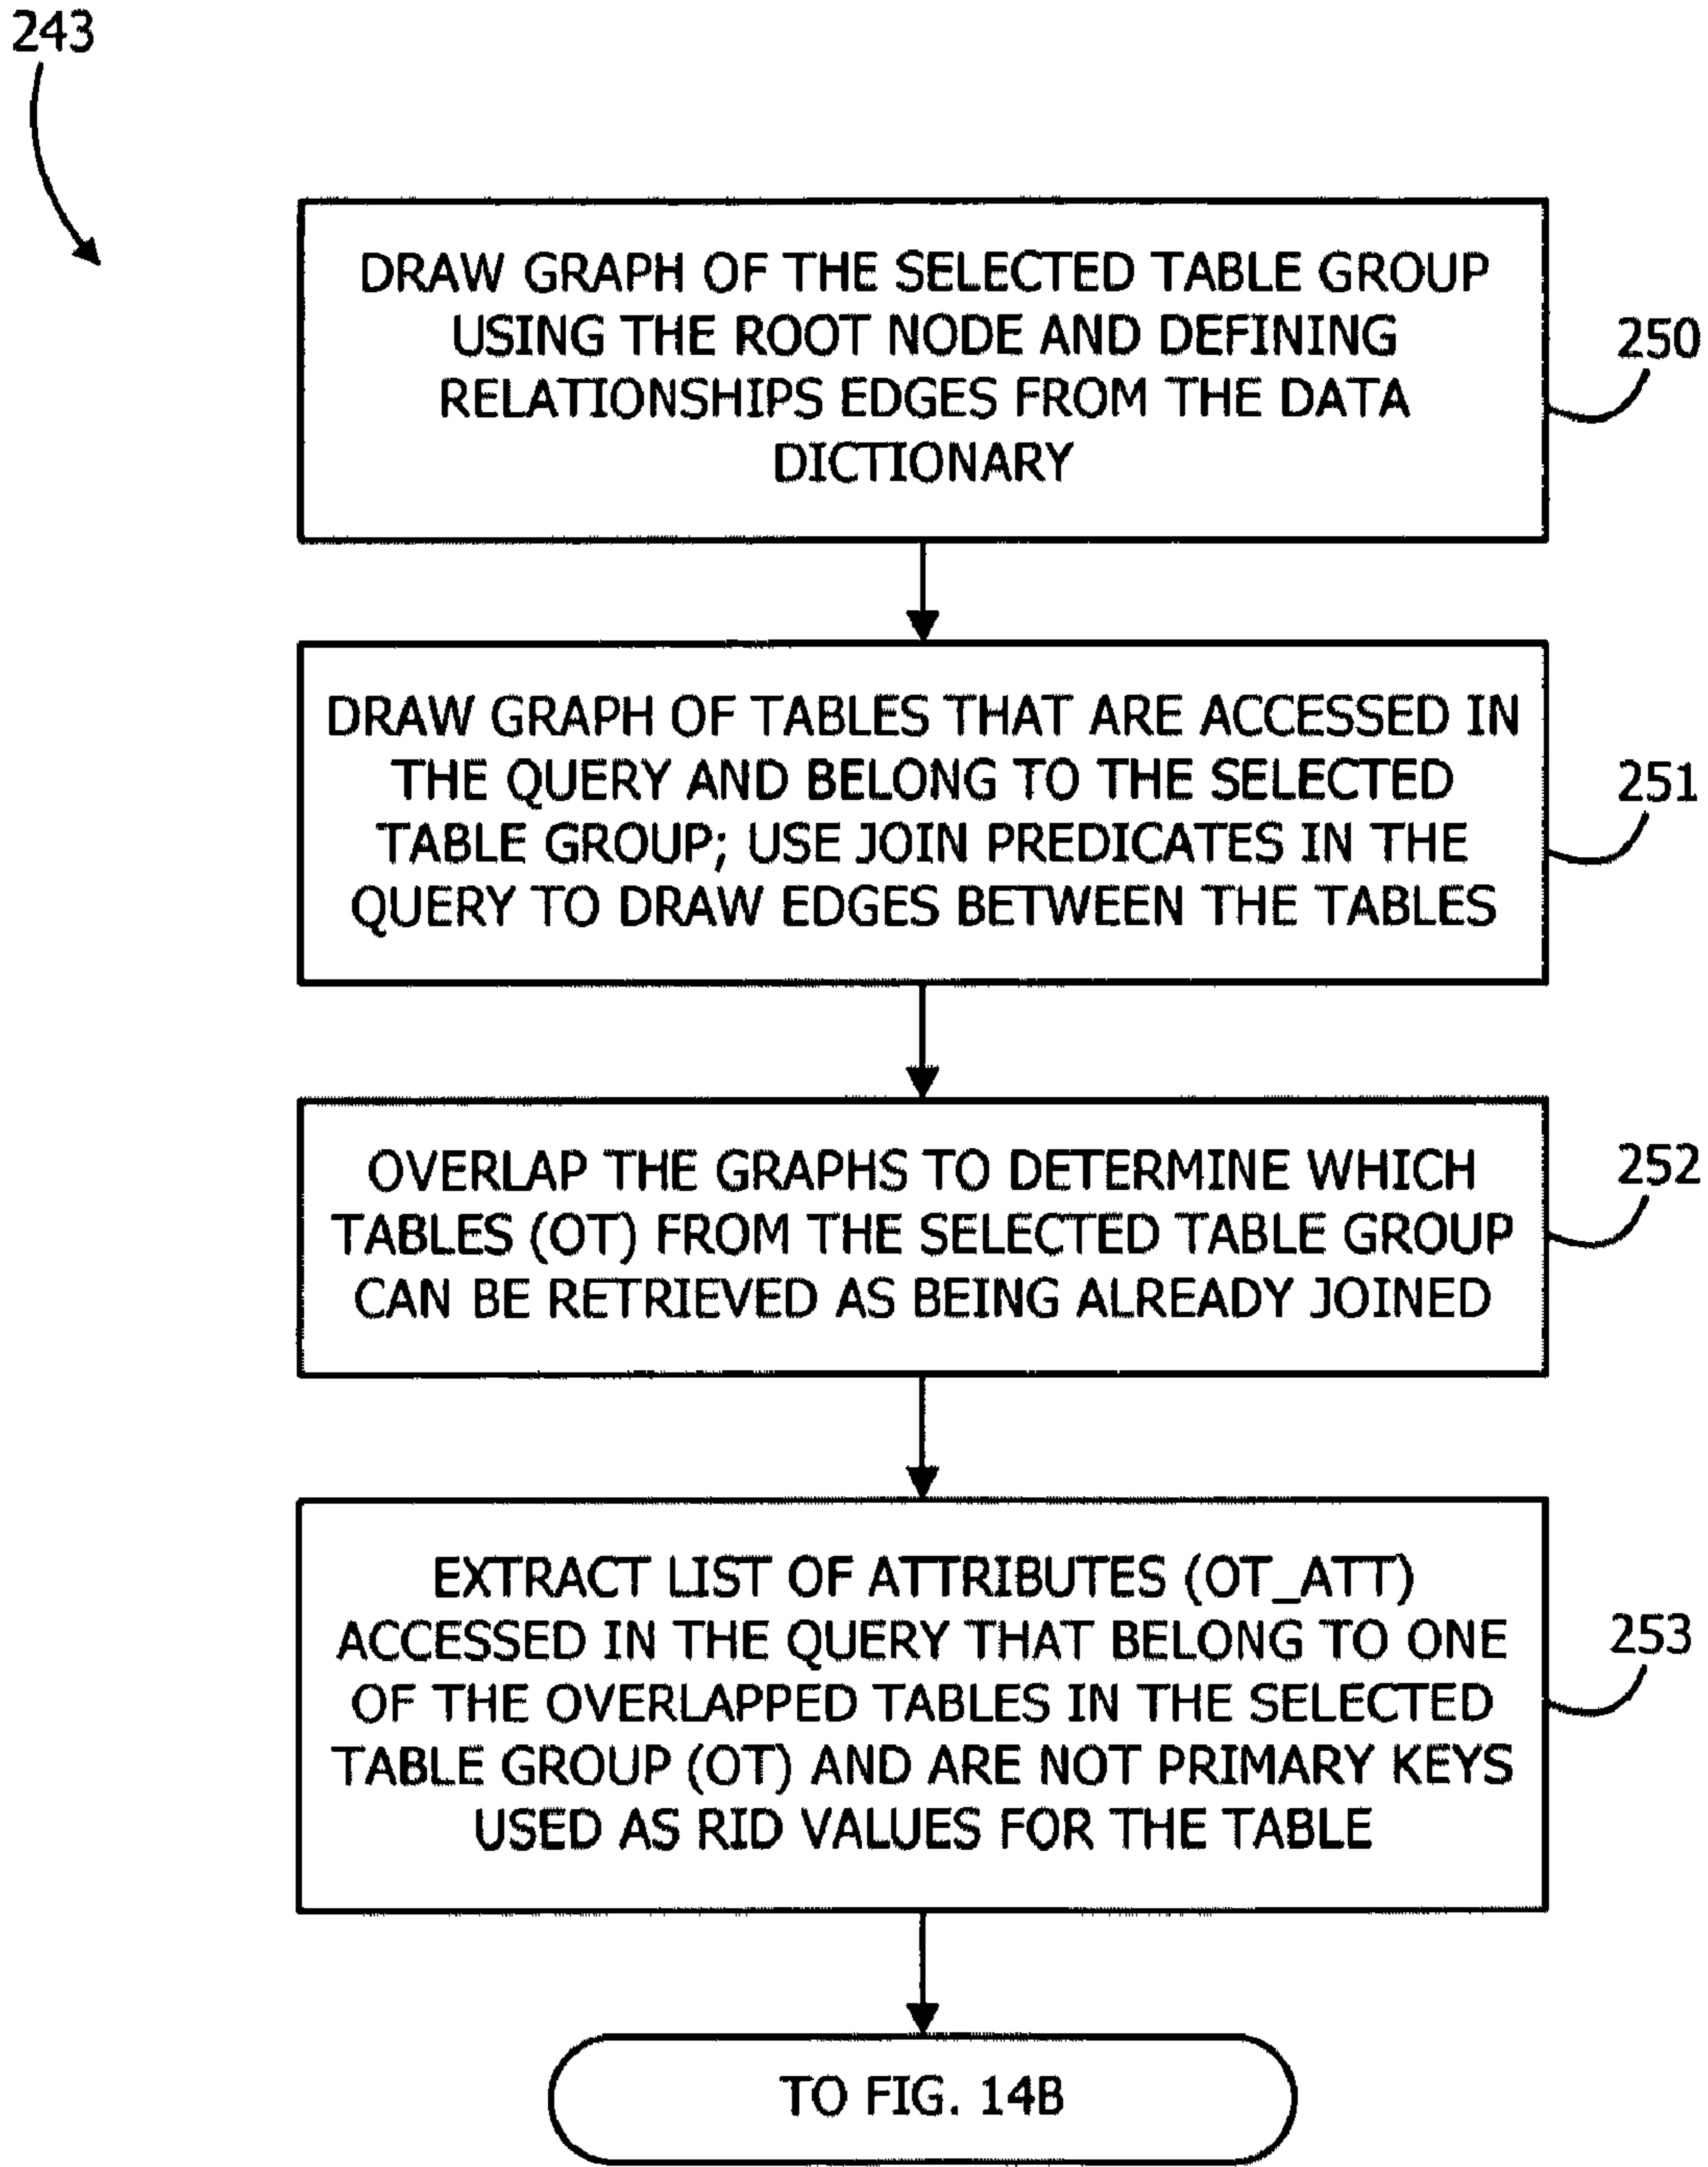 243
DRAW GRAPH OF THE SELECTED TABLE GROUP
USING THE ROOT NODE AND DEFINING
RELATIONSHIPS EDGES FROM THE DATA
DICTIONARY
250
DRAW GRAPH OF TABLES THAT ARE ACCESSED IN
THE QUERY AND BELONG TO THE SELECTED
TABLE GROUP; USE JOIN PREDICATES IN THE
QUERY TO DRAW EDGES BETWEEN THE TABLES
251
OVERLAP THE GRAPHS TO DETERMINE WHICH
TABLES (OT) FROM THE SELECTED TABLE GROUP
CAN BE RETRIEVED AS BEING ALREADY JOINED
252
EXTRACT LIST OF ATTRIBUTES (OT_ATT)
ACCESSED IN THE QUERY THAT BELONG TO ONE
OF THE OVERLAPPED TABLES IN THE SELECTED
TABLE GROUP (OT) AND ARE NOT PRIMARY KEYS
USED AS RID VALUES FOR THE TABLE
253
TO FIG. 14B